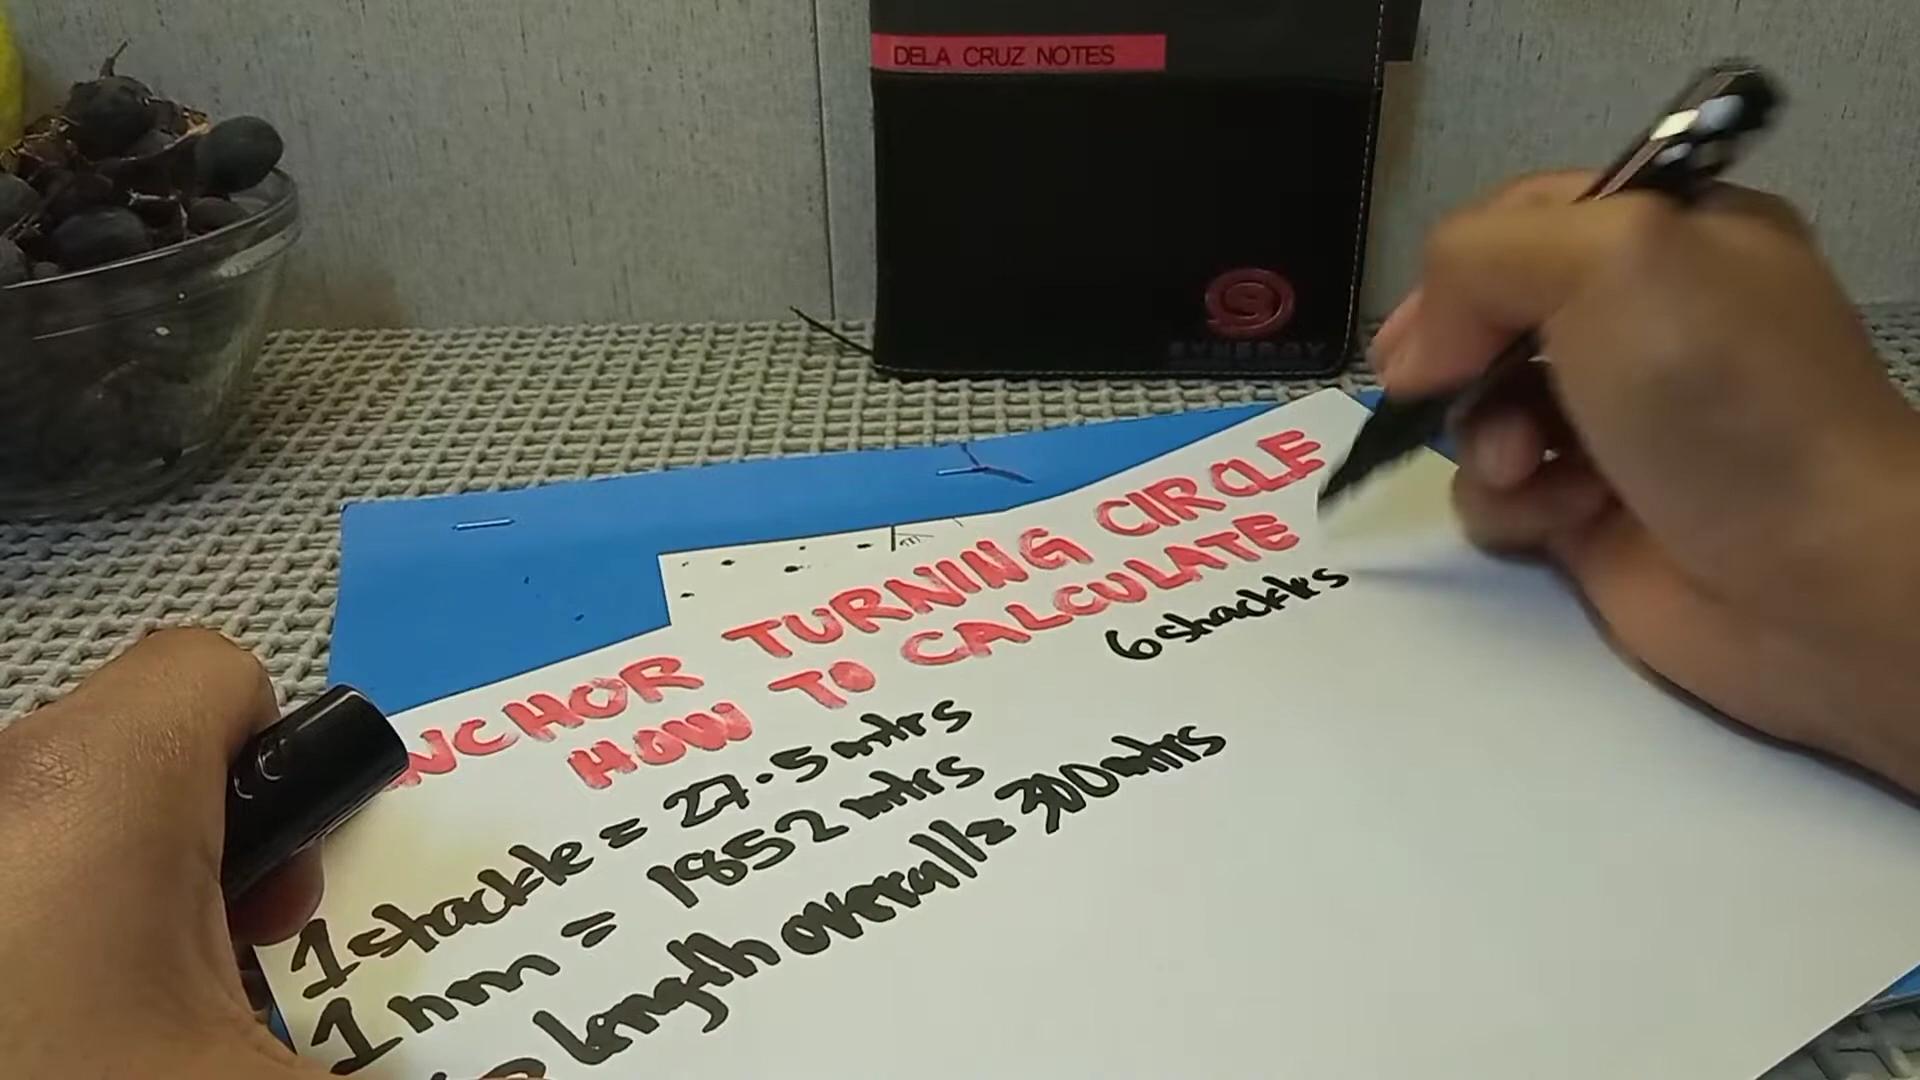 DELA CRUZ NOTES
SYNERGY
NCHOR TURNING CIRCLE
HOW TO CALCULATE
6 shackles
1 shackle = 27.5 mtrs
1 nm = 1852 mtrs
length overall = 300 mtrs